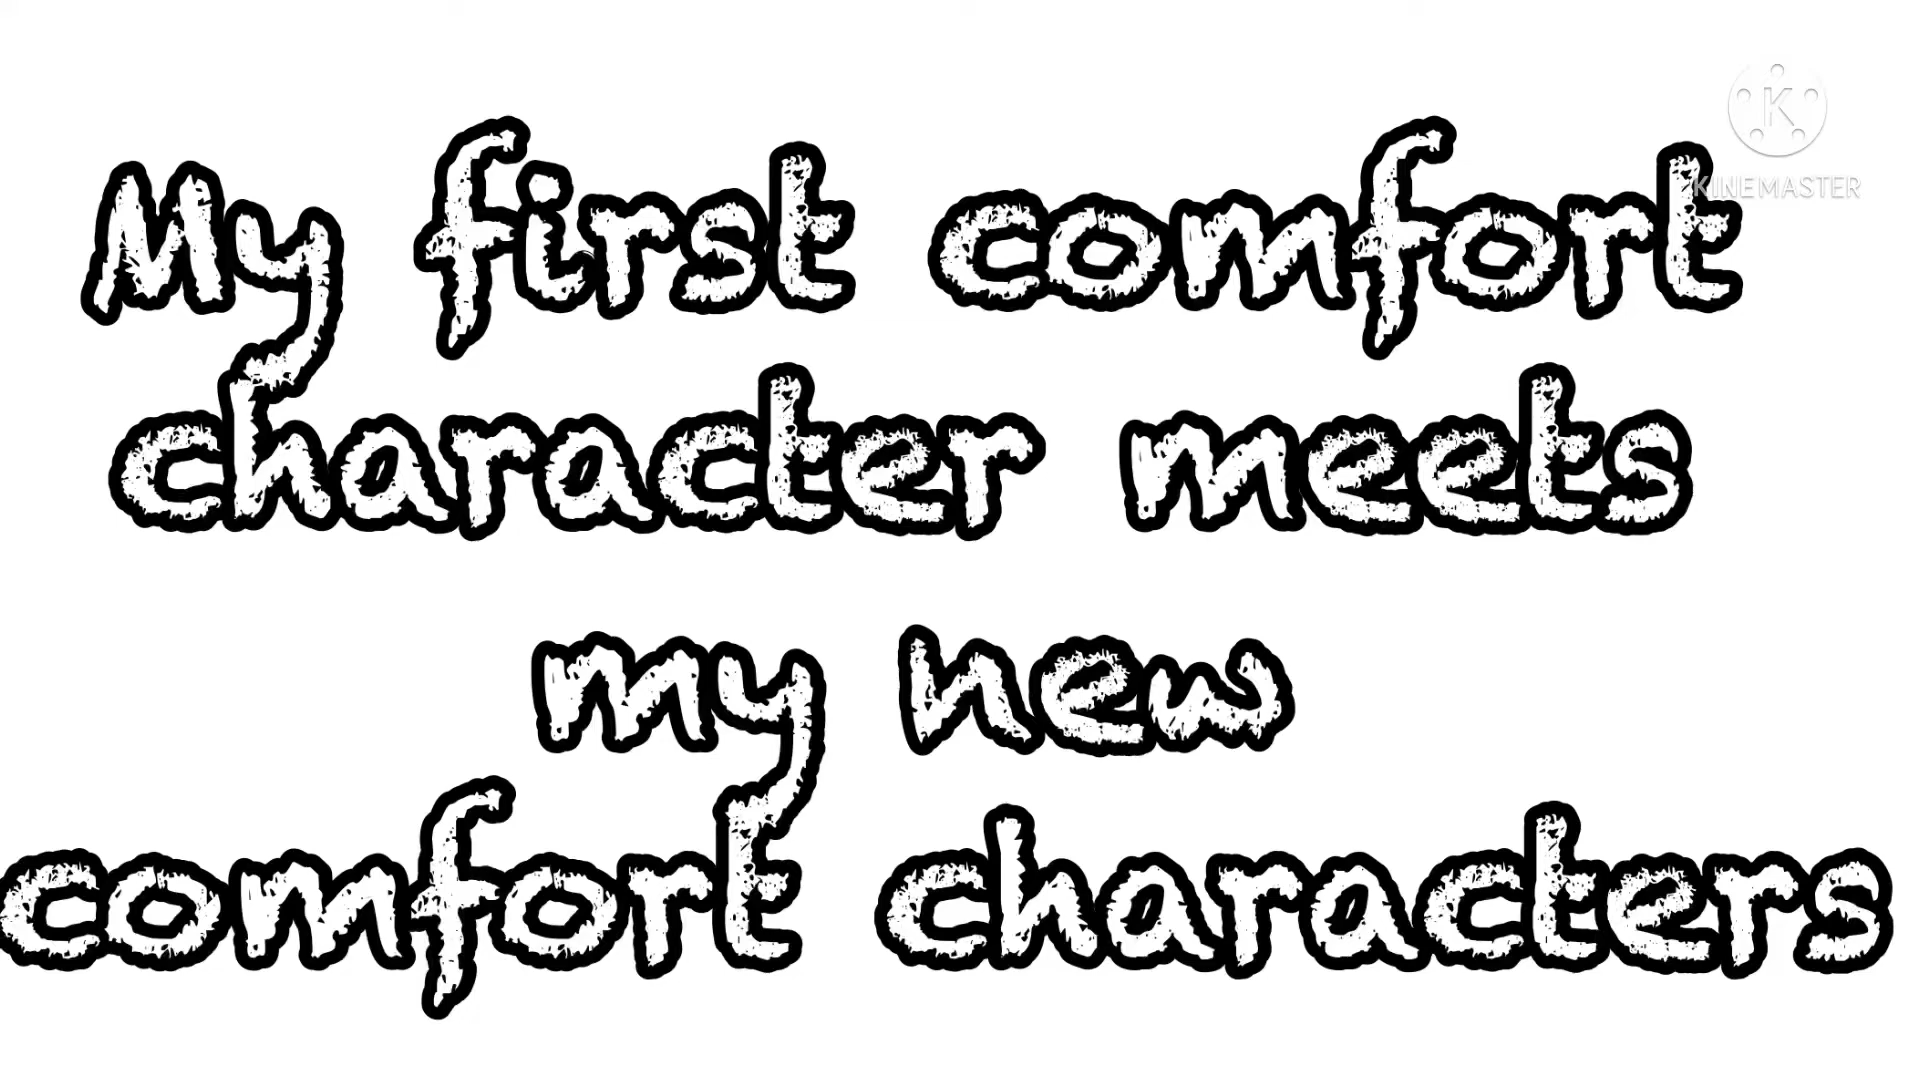 My first comfort
KINEMASTER
character meets
my new
comfort characters